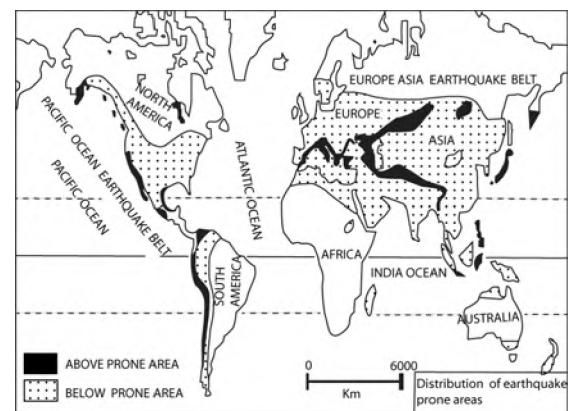 EUROPE ASIA EARTHQUAKE BELT
NORTH
AMERICA
EUROPE
ASIA
PACIFIC OCEAN EARTHQUAKE BELT
PACIFIC OCEAN
ATLANTIC OCEAN
AFRICA
INDIA OCEAN
SOUTH
AMERICA
AUSTRALIA
ABOVE PRONE AREA
BELOW PRONE AREA
0
6000
Km
Distribution of earthquake
prone areas